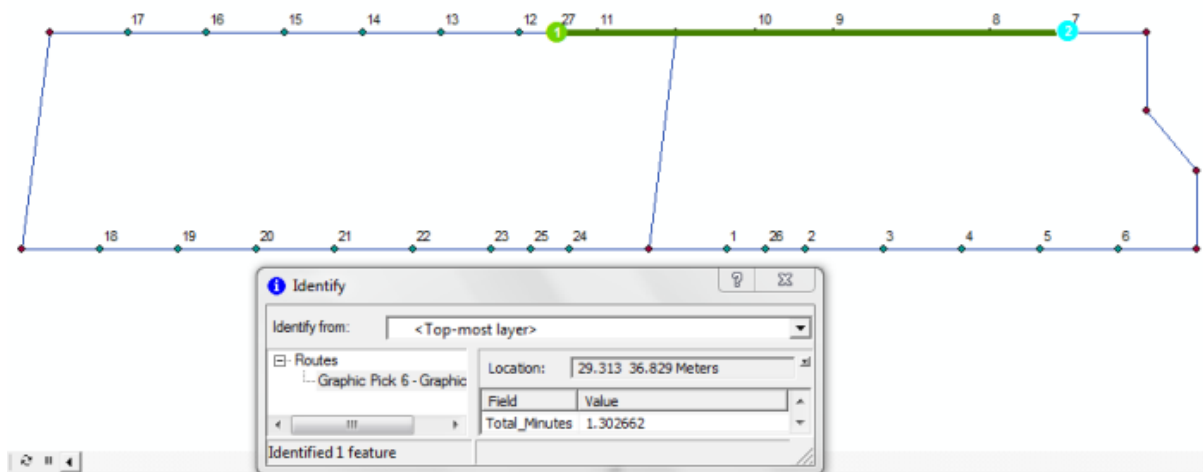 17 16 15 14 13 12 27 11 10 9 8 7
1 2
18 19 20 21 22 23 25 24 1 26 2 3 4 5 6
Identify
Identify from: <Top-most layer>
Routes
Graphic Pick 6 - Graphic
Location: 29.313 36.829 Meters
Field Value
Total_Minutes 1.302662
Identified 1 feature